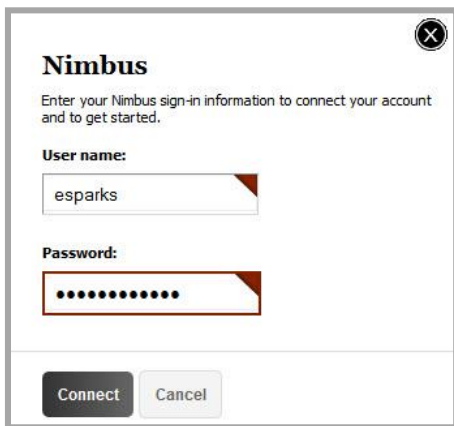 Nimbus
Enter your Nimbus sign-in information to connect your account
and to get started.
User name:
esparks
Password:
●●●●●●●●●●●●
Connect Cancel